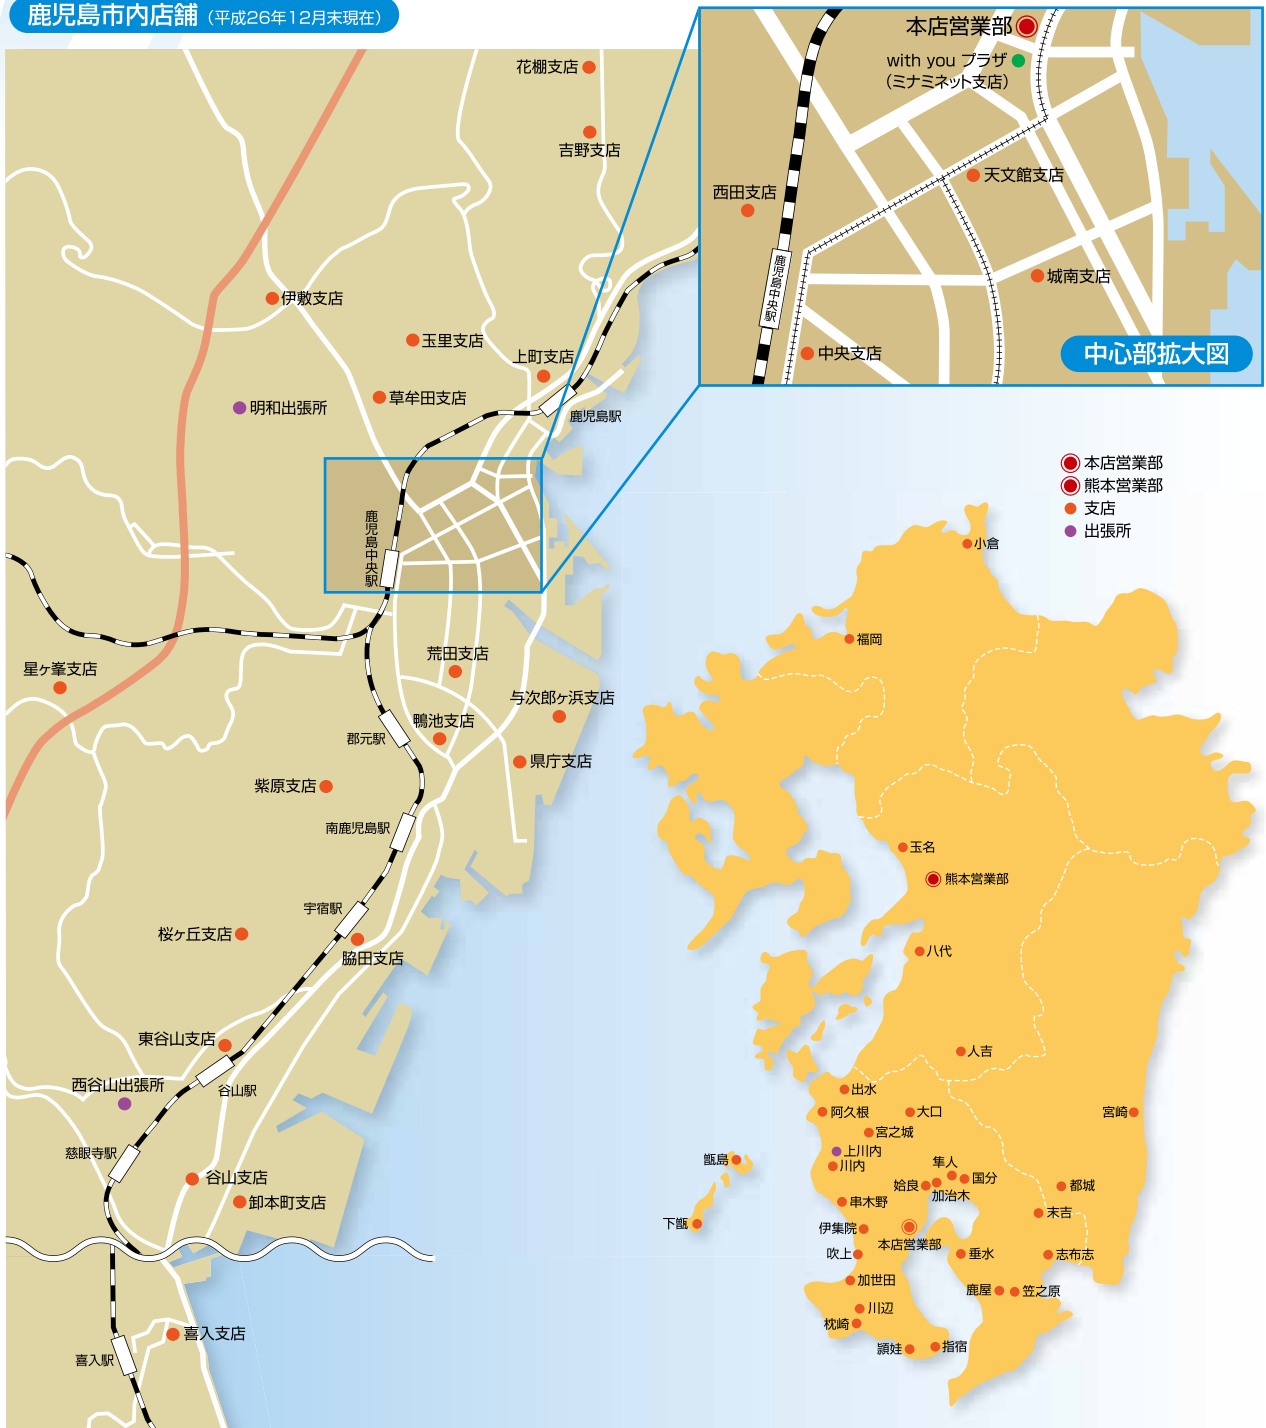 鹿児島市内店舗（平成26年12月末現在）
本店営業部
with you プラザ
（ミナミネット支店）
天文館支店
西田支店
鹿児島中央駅
城南支店
中央支店
中心部拡大図
花棚支店
吉野支店
伊敷支店
玉里支店
上町支店
草牟田支店
明和出張所
鹿児島駅
鹿児島中央駅
荒田支店
星ヶ峯支店
与次郎ヶ浜支店
鴨池支店
郡元駅
県庁支店
紫原支店
南鹿児島駅
宇宿駅
桜ヶ丘支店
脇田支店
東谷山支店
西谷山出張所
谷山駅
慈眼寺駅
谷山支店
卸本町支店
喜入支店
喜入駅
本店営業部
熊本営業部
支店
出張所
小倉
福岡
玉名
熊本営業部
八代
人吉
出水
阿久根
大口
宮崎
宮之城
上川内
川内
甑島
隼人
国分
姶良
加治木
都城
串木野
末吉
下甑
伊集院
本店営業部
吹上
垂水
志布志
加世田
鹿屋
笠之原
川辺
枕崎
頴娃
指宿